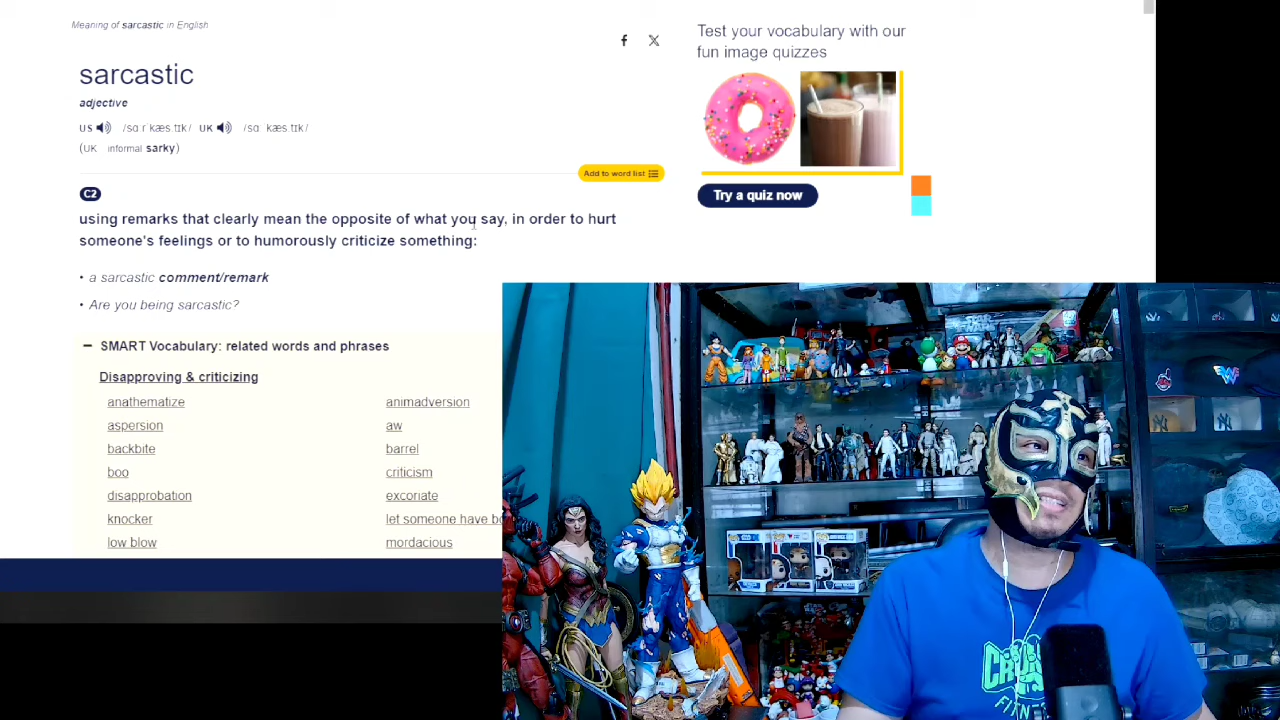 Meaning of sarcastic in English
sarcastic
adjective
US /sɑːrˈkæs.tɪk/ UK /sɑːˈkæs.tɪk/
(UK informal sarky)
Add to word list
C2
using remarks that clearly mean the opposite of what you say, in order to hurt
someone's feelings or to humorously criticize something:
• a sarcastic comment/remark
• Are you being sarcastic?
SMART Vocabulary: related words and phrases
Disapproving & criticizing
anathematize animadversion
aspersion aw
backbite barrel
boo criticism
disapprobation excoriate
knocker let someone have
low blow mordacious
Test your vocabulary with our
fun image quizzes
Try a quiz now
STAR
WARS
FITN